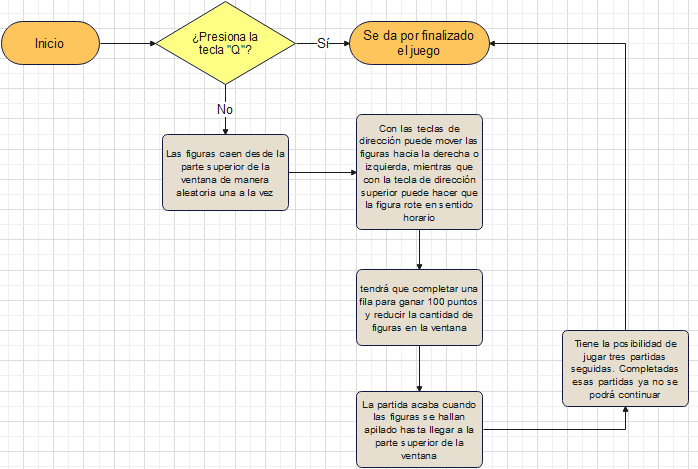 Inicio
¿Presiona la
tecla "Q"?
Sí
Se da por finalizado
el juego
No
Las figuras caen desde la
parte superior de la
ventana de manera
aleatoria una a la vez
Con las teclas de
dirección puede mover las
figuras hacia la derecha o
izquierda, mientras que
con la tecla de dirección
superior puede hacer que
la figura rote en sentido
horario
tendrá que completar una
fila para ganar 100 puntos
y reducir la cantidad de
figuras en la ventana
La partida acaba cuando
las figuras se hallan
apilado hasta llegar a la
parte superior de la
ventana
Tiene la posibilidad de
jugar tres partidas
seguidas. Completadas
esas partidas ya no se
podrá continuar